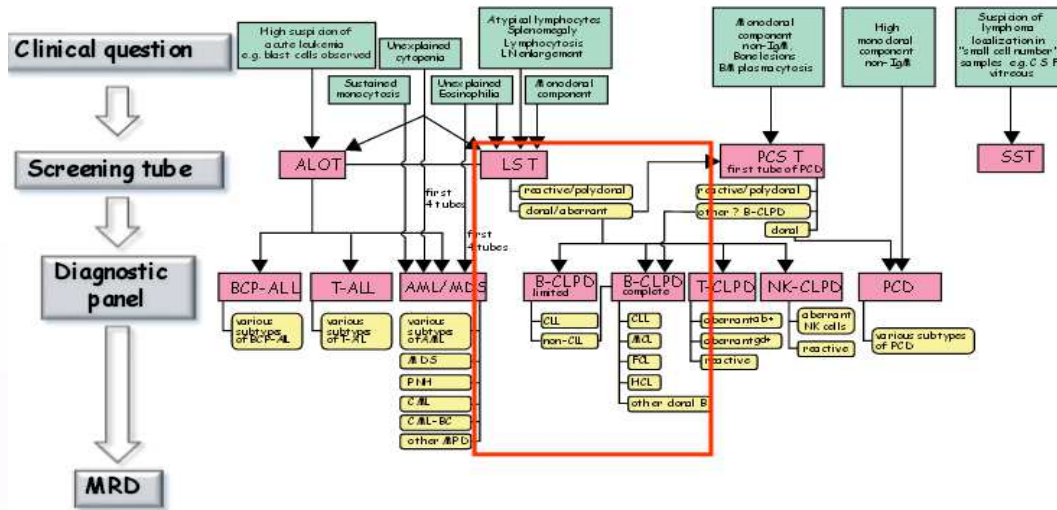 Clinical question
High suspicion of
acute leukemia
e.g. blast cells observed
Unexplained
cytopenia
Atypical lymphocytes
Splenomegaly
Lymphocytosis
LN enlargement
Monoclonal
component
non-IgM.
Bone lesions
BM plasmacytosis
High
monoclonal
component
non-IgM
Suspicion of
lymphoma
localization in
"small cell number"
samples e.g. C S F
vitreous
Sustained
monocytosis
Unexplained
Eosinophilia
Monoclonal
component
Screening tube
ALOT
LS T
PCS T
first tube of PCD
SST
first
4 tubes
first
4 tubes
reactive/polyclonal
clonal/aberrant
reactive/polyclonal
other ? B-CLPD
clonal
Diagnostic
panel
BCP-ALL
T-ALL
AML/MDS
B-CLPD
limited
B-CLPD
complete
T-CLPD
NK-CLPD
PCD
various
subtypes
of BCP-ALL
various
subtypes
of T-ALL
various
subtypes
of AML
MDS
PNH
CML
CML-BC
other MPD
CLL
non-CLL
CLL
MCL
FCL
HCL
other clonal B
aberrant ab+
aberrant gd+
reactive
aberrant
NK cells
reactive
various subtypes
of PCD
MRD